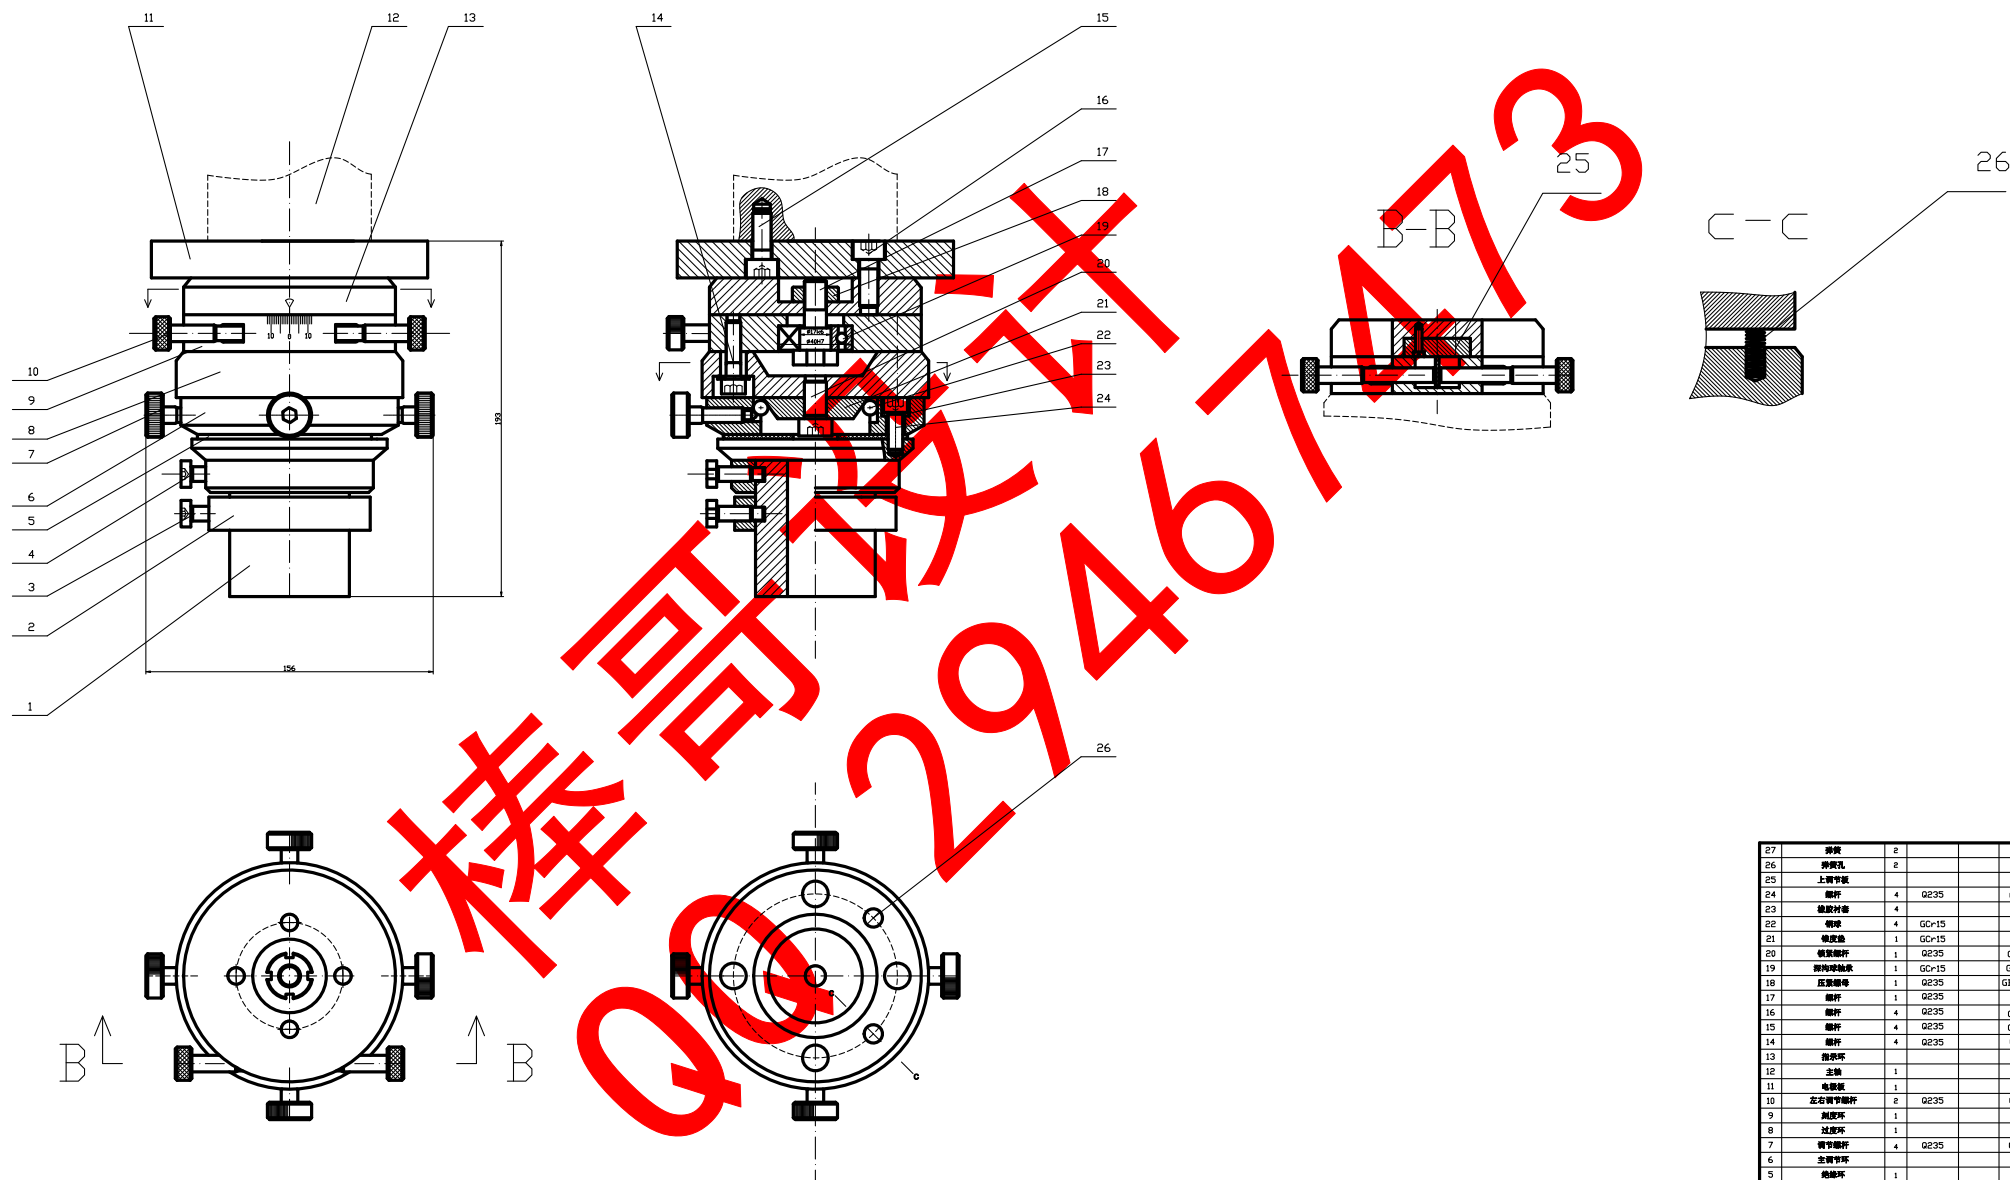 11
12
13
14
15
16
17
18
19
20
21
22
23
24
10
9
8
7
6
5
4
3
2
1
10 0 10
193
156
ø17k6
ø40H7
B-B
25
C-C
26
26
B
B
C
C
棒哥设计
QQ 29467473
27 弹簧 2
26 弹簧孔 2
25 上调节板
24 螺杆 4 Q235
23 橡胶衬套 4
22 钢球 4 GCr15
21 锥度垫 1 GCr15
20 锁紧螺杆 1 Q235
19 深沟球轴承 1 GCr15
18 压紧螺母 1 Q235
17 螺杆 1 Q235
16 螺杆 4 Q235
15 螺杆 4 Q235
14 螺杆 4 Q235
13 指示环
12 主轴 1
11 电极板 1
10 左右调节螺杆 2 Q235
9 刻度环 1
8 过度环 1
7 调节螺杆 4 Q235
6 主调节环
5 绝缘环 1